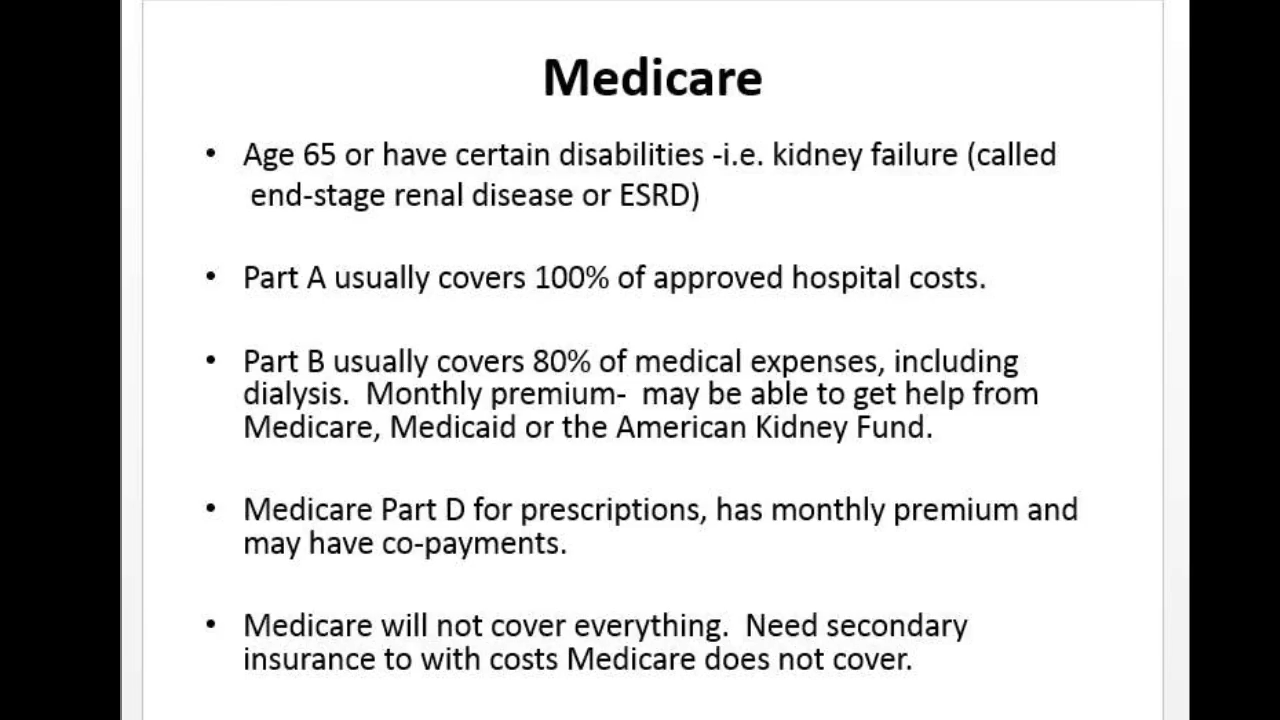 Medicare
• Age 65 or have certain disabilities -i.e. kidney failure (called
end-stage renal disease or ESRD)
• Part A usually covers 100% of approved hospital costs.
• Part B usually covers 80% of medical expenses, including
dialysis.  Monthly premium-  may be able to get help from
Medicare, Medicaid or the American Kidney Fund.
• Medicare Part D for prescriptions, has monthly premium and
may have co-payments.
• Medicare will not cover everything.  Need secondary
insurance to with costs Medicare does not cover.